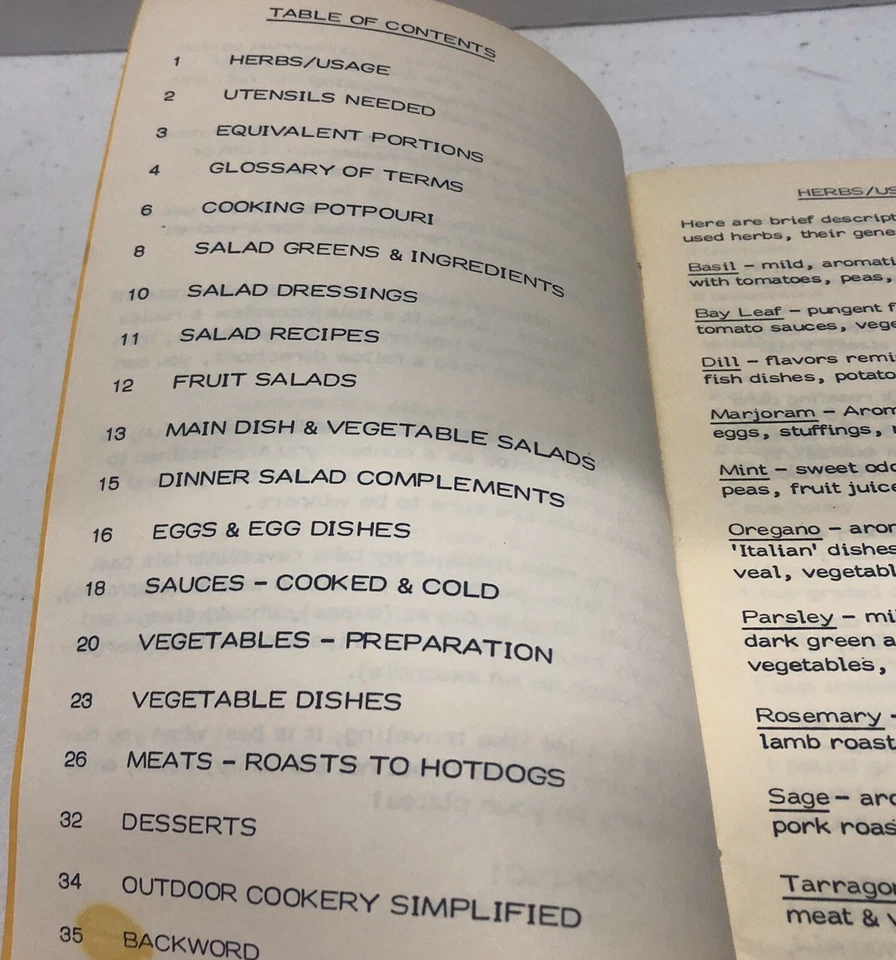 TABLE OF CONTENTS
1 HERBS/USAGE
2 UTENSILS NEEDED
3 EQUIVALENT PORTIONS
4 GLOSSARY OF TERMS
6 COOKING POTPOURI
8 SALAD GREENS & INGREDIENTS
10 SALAD DRESSINGS
11 SALAD RECIPES
12 FRUIT SALADS
13 MAIN DISH & VEGETABLE SALADS
15 DINNER SALAD COMPLEMENTS
16 EGGS & EGG DISHES
18 SAUCES - COOKED & COLD
20 VEGETABLES - PREPARATION
23 VEGETABLE DISHES
26 MEATS - ROASTS TO HOTDOGS
32 DESSERTS
34 OUTDOOR COOKERY SIMPLIFIED
35 BACKWORD
HERBS/US
Here are brief descript
used herbs, their gene
Basil - mild, aromati
with tomatoes, peas,
Bay Leaf - pungent f
tomato sauces, vege
Dill - flavors remi
fish dishes, potato
Marjoram - Arom
eggs, stuffings,
Mint - sweet odo
peas, fruit juice
Oregano - aror
'Italian' dishes
veal, vegetabl
Parsley - mi
dark green a
vegetables,
Rosemary -
lamb roast
Sage - aro
pork roas
Tarragon
meat & v